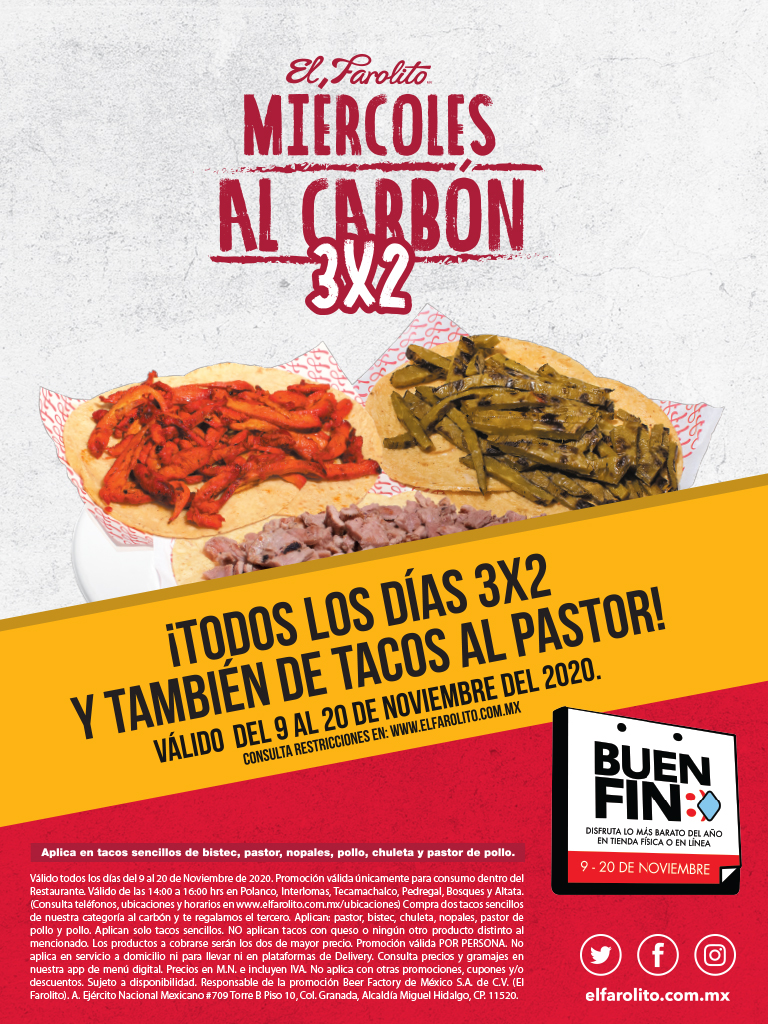 El Farolito
MIÉRCOLES
AL CARBÓN
3X2
¡TODOS LOS DÍAS 3X2
Y TAMBIÉN DE TACOS AL PASTOR!
VÁLIDO DEL 9 AL 20 DE NOVIEMBRE DEL 2020.
CONSULTA RESTRICCIONES EN: WWW.ELFAROLITO.COM.MX
BUEN
FIN
DISFRUTA LO MÁS BARATO DEL AÑO
EN TIENDA FÍSICA O EN LÍNEA
9 - 20 DE NOVIEMBRE
Aplica en tacos sencillos de bistec, pastor, nopales, pollo, chuleta y pastor de pollo.
Válido todos los días del 9 al 20 de Noviembre de 2020. Promoción válida únicamente para consumo dentro del
Restaurante. Válido de las 14:00 a 16:00 hrs en Polanco, Interlomas, Tecamachalco, Pedregal, Bosques y Altata.
(Consulta teléfonos, ubicaciones y horarios en www.elfarolito.com.mx/ubicaciones) Compra dos tacos sencillos
de nuestra categoría al carbón y te regalamos el tercero. Aplican: pastor, bistec, chuleta, nopales, pastor de
pollo y pollo. Aplican solo tacos sencillos. NO aplican tacos con queso o ningún otro producto distinto al
mencionado. Los productos a cobrarse serán los dos de mayor precio. Promoción válida POR PERSONA. No
aplica en servicio a domicilio ni para llevar ni en plataformas de Delivery. Consulta precios y gramajes en
nuestra app de menú digital. Precios en M.N. e incluyen IVA. No aplica con otras promociones, cupones y/o
descuentos. Sujeto a disponibilidad. Responsable de la promoción Beer Factory de México S.A. de C.V. (El
Farolito). A. Ejército Nacional Mexicano #709 Torre B Piso 10, Col. Granada, Alcaldía Miguel Hidalgo, CP. 11520.
elfarolito.com.mx